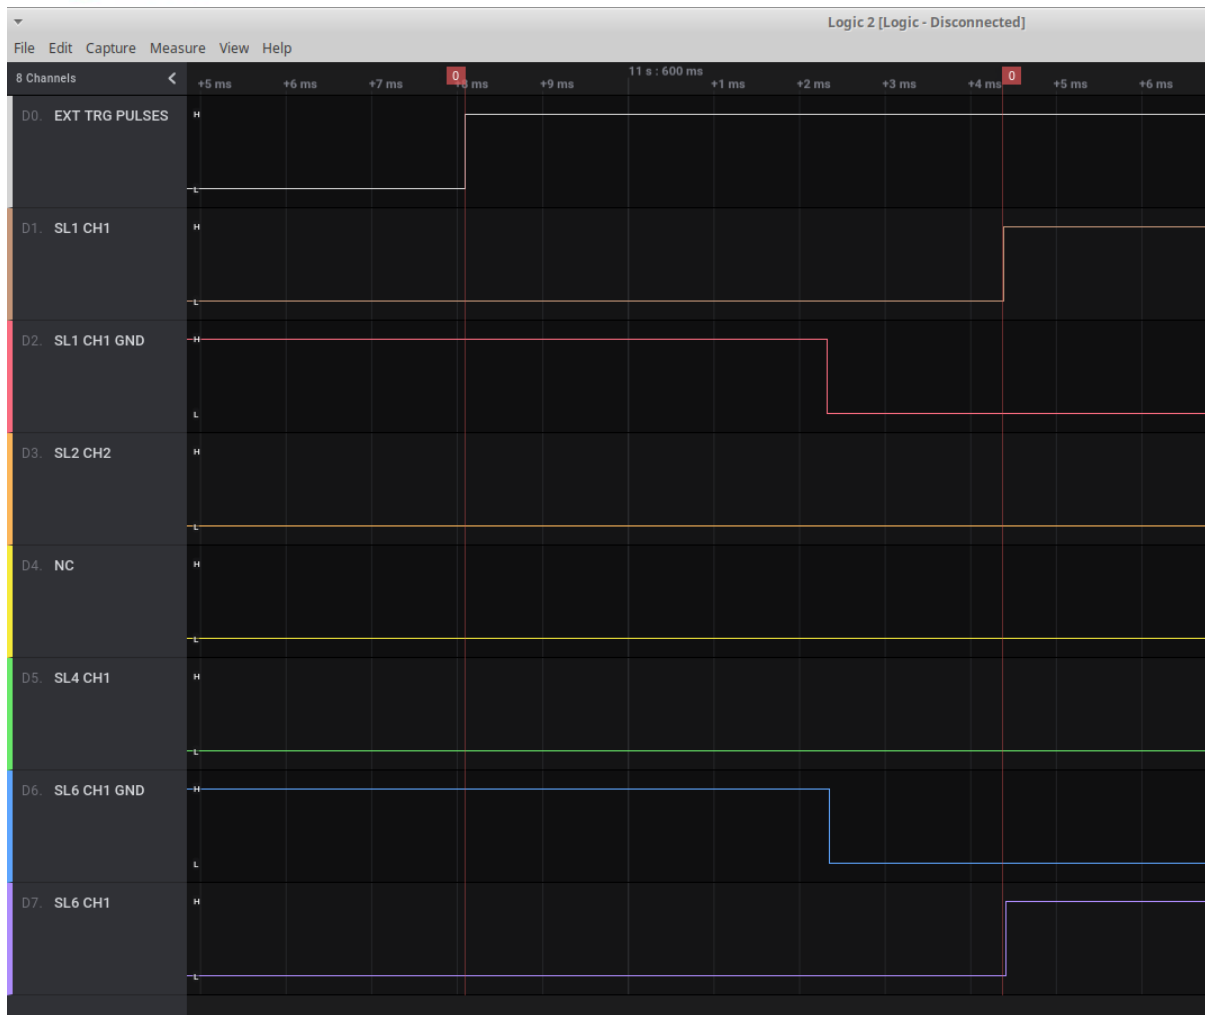 Logic 2 [Logic - Disconnected]
File Edit Capture Measure View Help
8 Channels
11 s : 600 ms
+5 ms +6 ms +7 ms 0 +8 ms +9 ms +1 ms +2 ms +3 ms +4 ms 0 +5 ms +6 ms
D0. EXT TRG PULSES H
L
D1. SL1 CH1 H
L
D2. SL1 CH1 GND H
L
D3. SL2 CH2 H
L
D4. NC H
L
D5. SL4 CH1 H
L
D6. SL6 CH1 GND H
L
D7. SL6 CH1 H
L